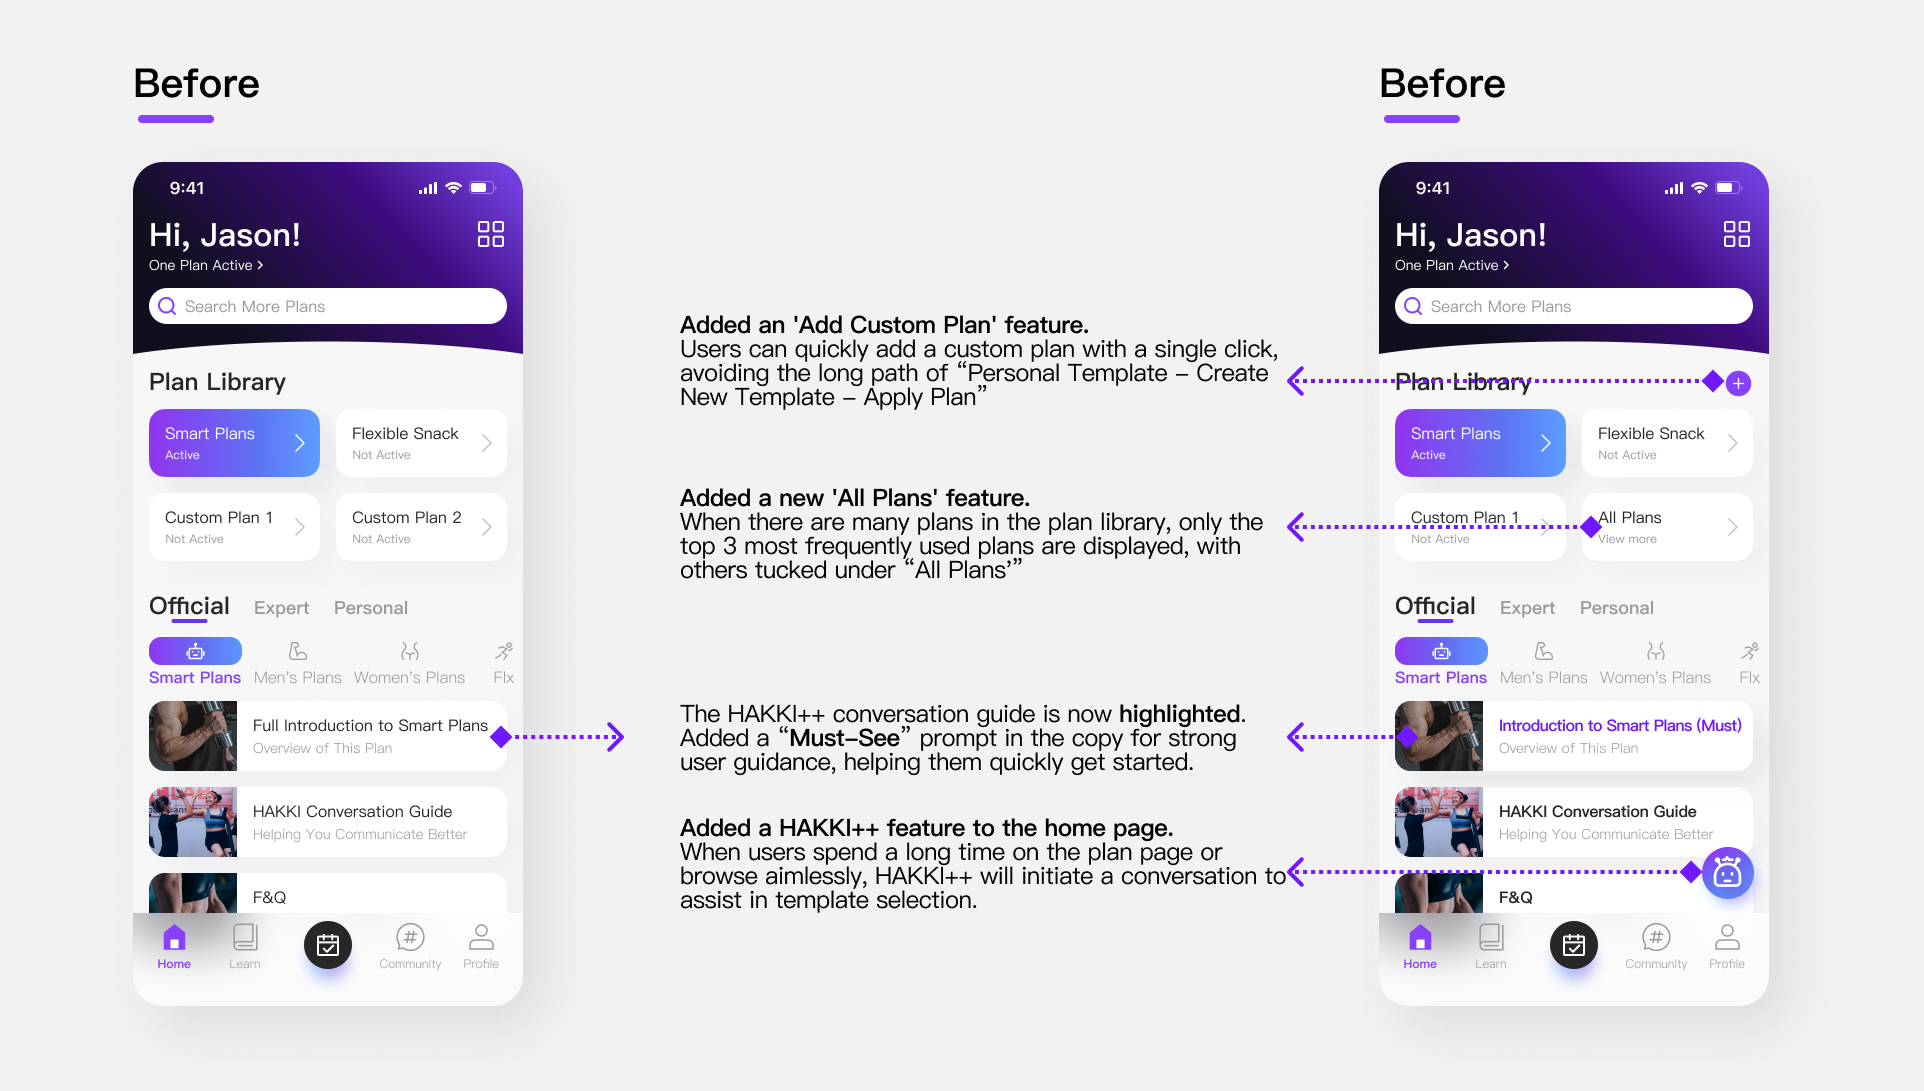 Before
9:41
Hi, Jason!
One Plan Active
Search More Plans
Plan Library
Smart Plans
Active
Flexible Snack
Not Active
Custom Plan 1
Not Active
Custom Plan 2
Not Active
Official Expert Personal
Smart Plans Men's Plans Women's Plans Flx
Full Introduction to Smart Plans
Overview of This Plan
HAKKI Conversation Guide
Helping You Communicate Better
F&Q
Home Learn Community Profile
Added an 'Add Custom Plan' feature.
Users can quickly add a custom plan with a single click,
avoiding the long path of “Personal Template – Create
New Template – Apply Plan”
Added a new 'All Plans' feature.
When there are many plans in the plan library, only the
top 3 most frequently used plans are displayed, with
others tucked under “All Plans’”
The HAKKI++ conversation guide is now highlighted.
Added a “Must-See” prompt in the copy for strong
user guidance, helping them quickly get started.
Added a HAKKI++ feature to the home page.
When users spend a long time on the plan page or
browse aimlessly, HAKKI++ will initiate a conversation to
assist in template selection.
Before
9:41
Hi, Jason!
One Plan Active
Search More Plans
Plan Library
Smart Plans
Active
Flexible Snack
Not Active
Custom Plan 1
Not Active
All Plans
View more
Official Expert Personal
Smart Plans Men's Plans Women's Plans Flx
Introduction to Smart Plans (Must)
Overview of This Plan
HAKKI Conversation Guide
Helping You Communicate Better
F&Q
Home Learn Community Profile